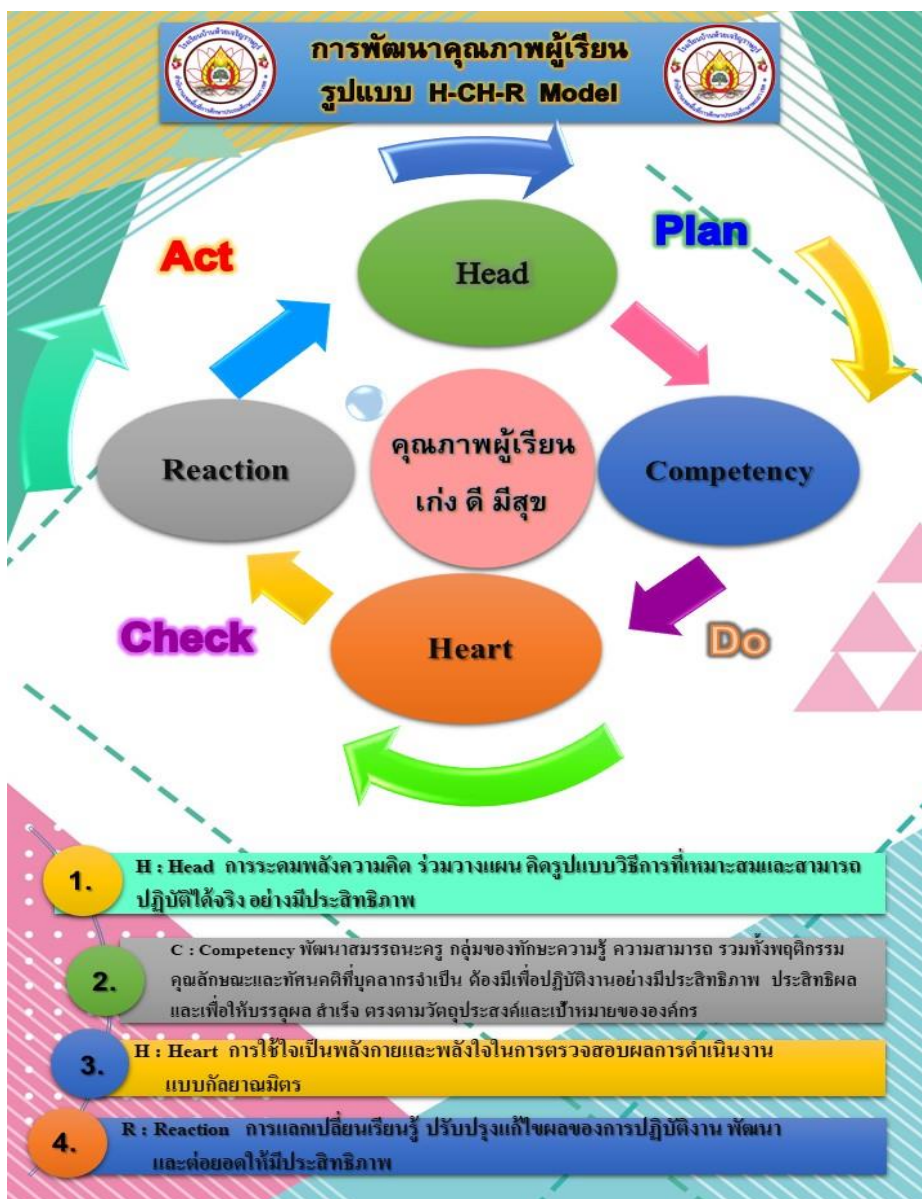 การพัฒนาคุณภาพผู้เรียน
รูปแบบ H-CH-R Model
Act
Plan
Head
Reaction
คุณภาพผู้เรียน
เก่ง ดี มีสุข
Competency
Check
Heart
Do
1.
H : Head การระดมพลังความคิด ร่วมวางแผน คิดรูปแบบวิธีการที่เหมาะสมและสามารถ
ปฏิบัติได้จริง อย่างมีประสิทธิภาพ
2.
C : Competency พัฒนาสมรรถนะครู กลุ่มของทักษะความรู้ ความสามารถ รวมทั้งพฤติกรรม
คุณลักษณะและทัศนคติที่บุคลากรจำเป็น ต้องมีเพื่อปฏิบัติงานอย่างมีประสิทธิภาพ ประสิทธิผล
และเพื่อให้บรรลุผล สำเร็จ ตรงตามวัตถุประสงค์และเป้าหมายขององค์กร
3.
H : Heart การใช้ใจเป็นพลังกายและพลังใจในการตรวจสอบผลการดำเนินงาน
แบบกัลยาณมิตร
4.
R : Reaction การแลกเปลี่ยนเรียนรู้ ปรับปรุงแก้ไขผลของการปฏิบัติงาน พัฒนา
และต่อยอดให้มีประสิทธิภาพ